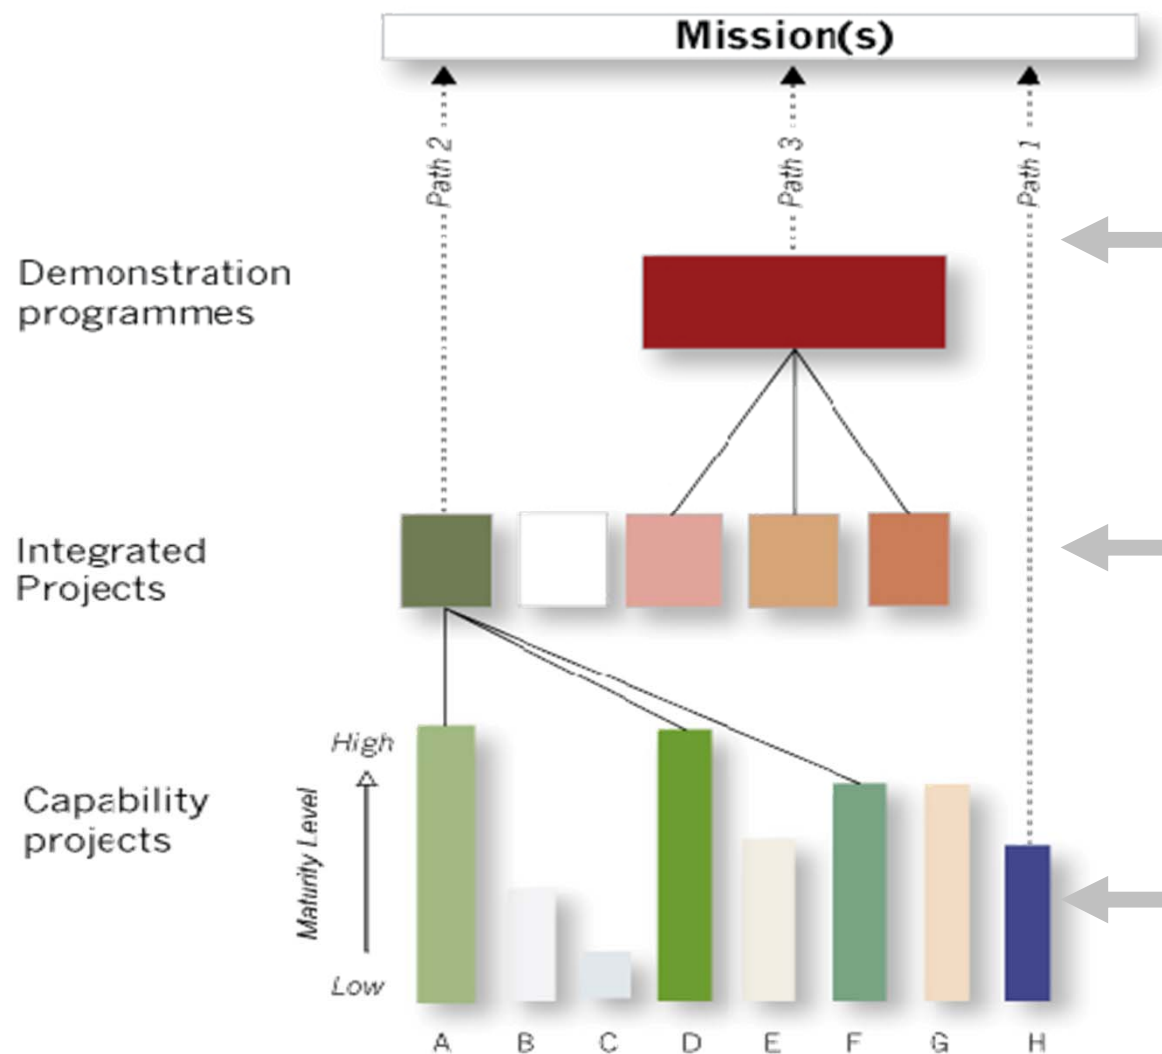 Mission(s)
Path 2
Path 3
Path 1
Demonstration
programmes
Integrated
Projects
High
Capability
projects
Maturity Level
Low
A B C D E F G H